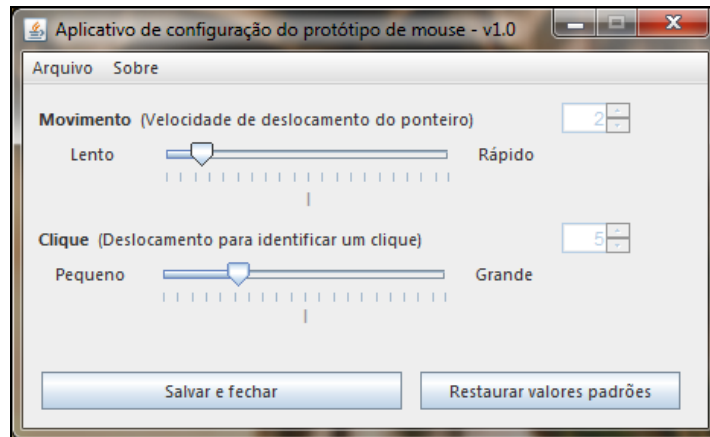 Aplicativo de configuração do protótipo de mouse - v1.0
Arquivo Sobre
Movimento (Velocidade de deslocamento do ponteiro) 2
Lento Rápido
Clique (Deslocamento para identificar um clique) 5
Pequeno Grande
Salvar e fechar Restaurar valores padrões